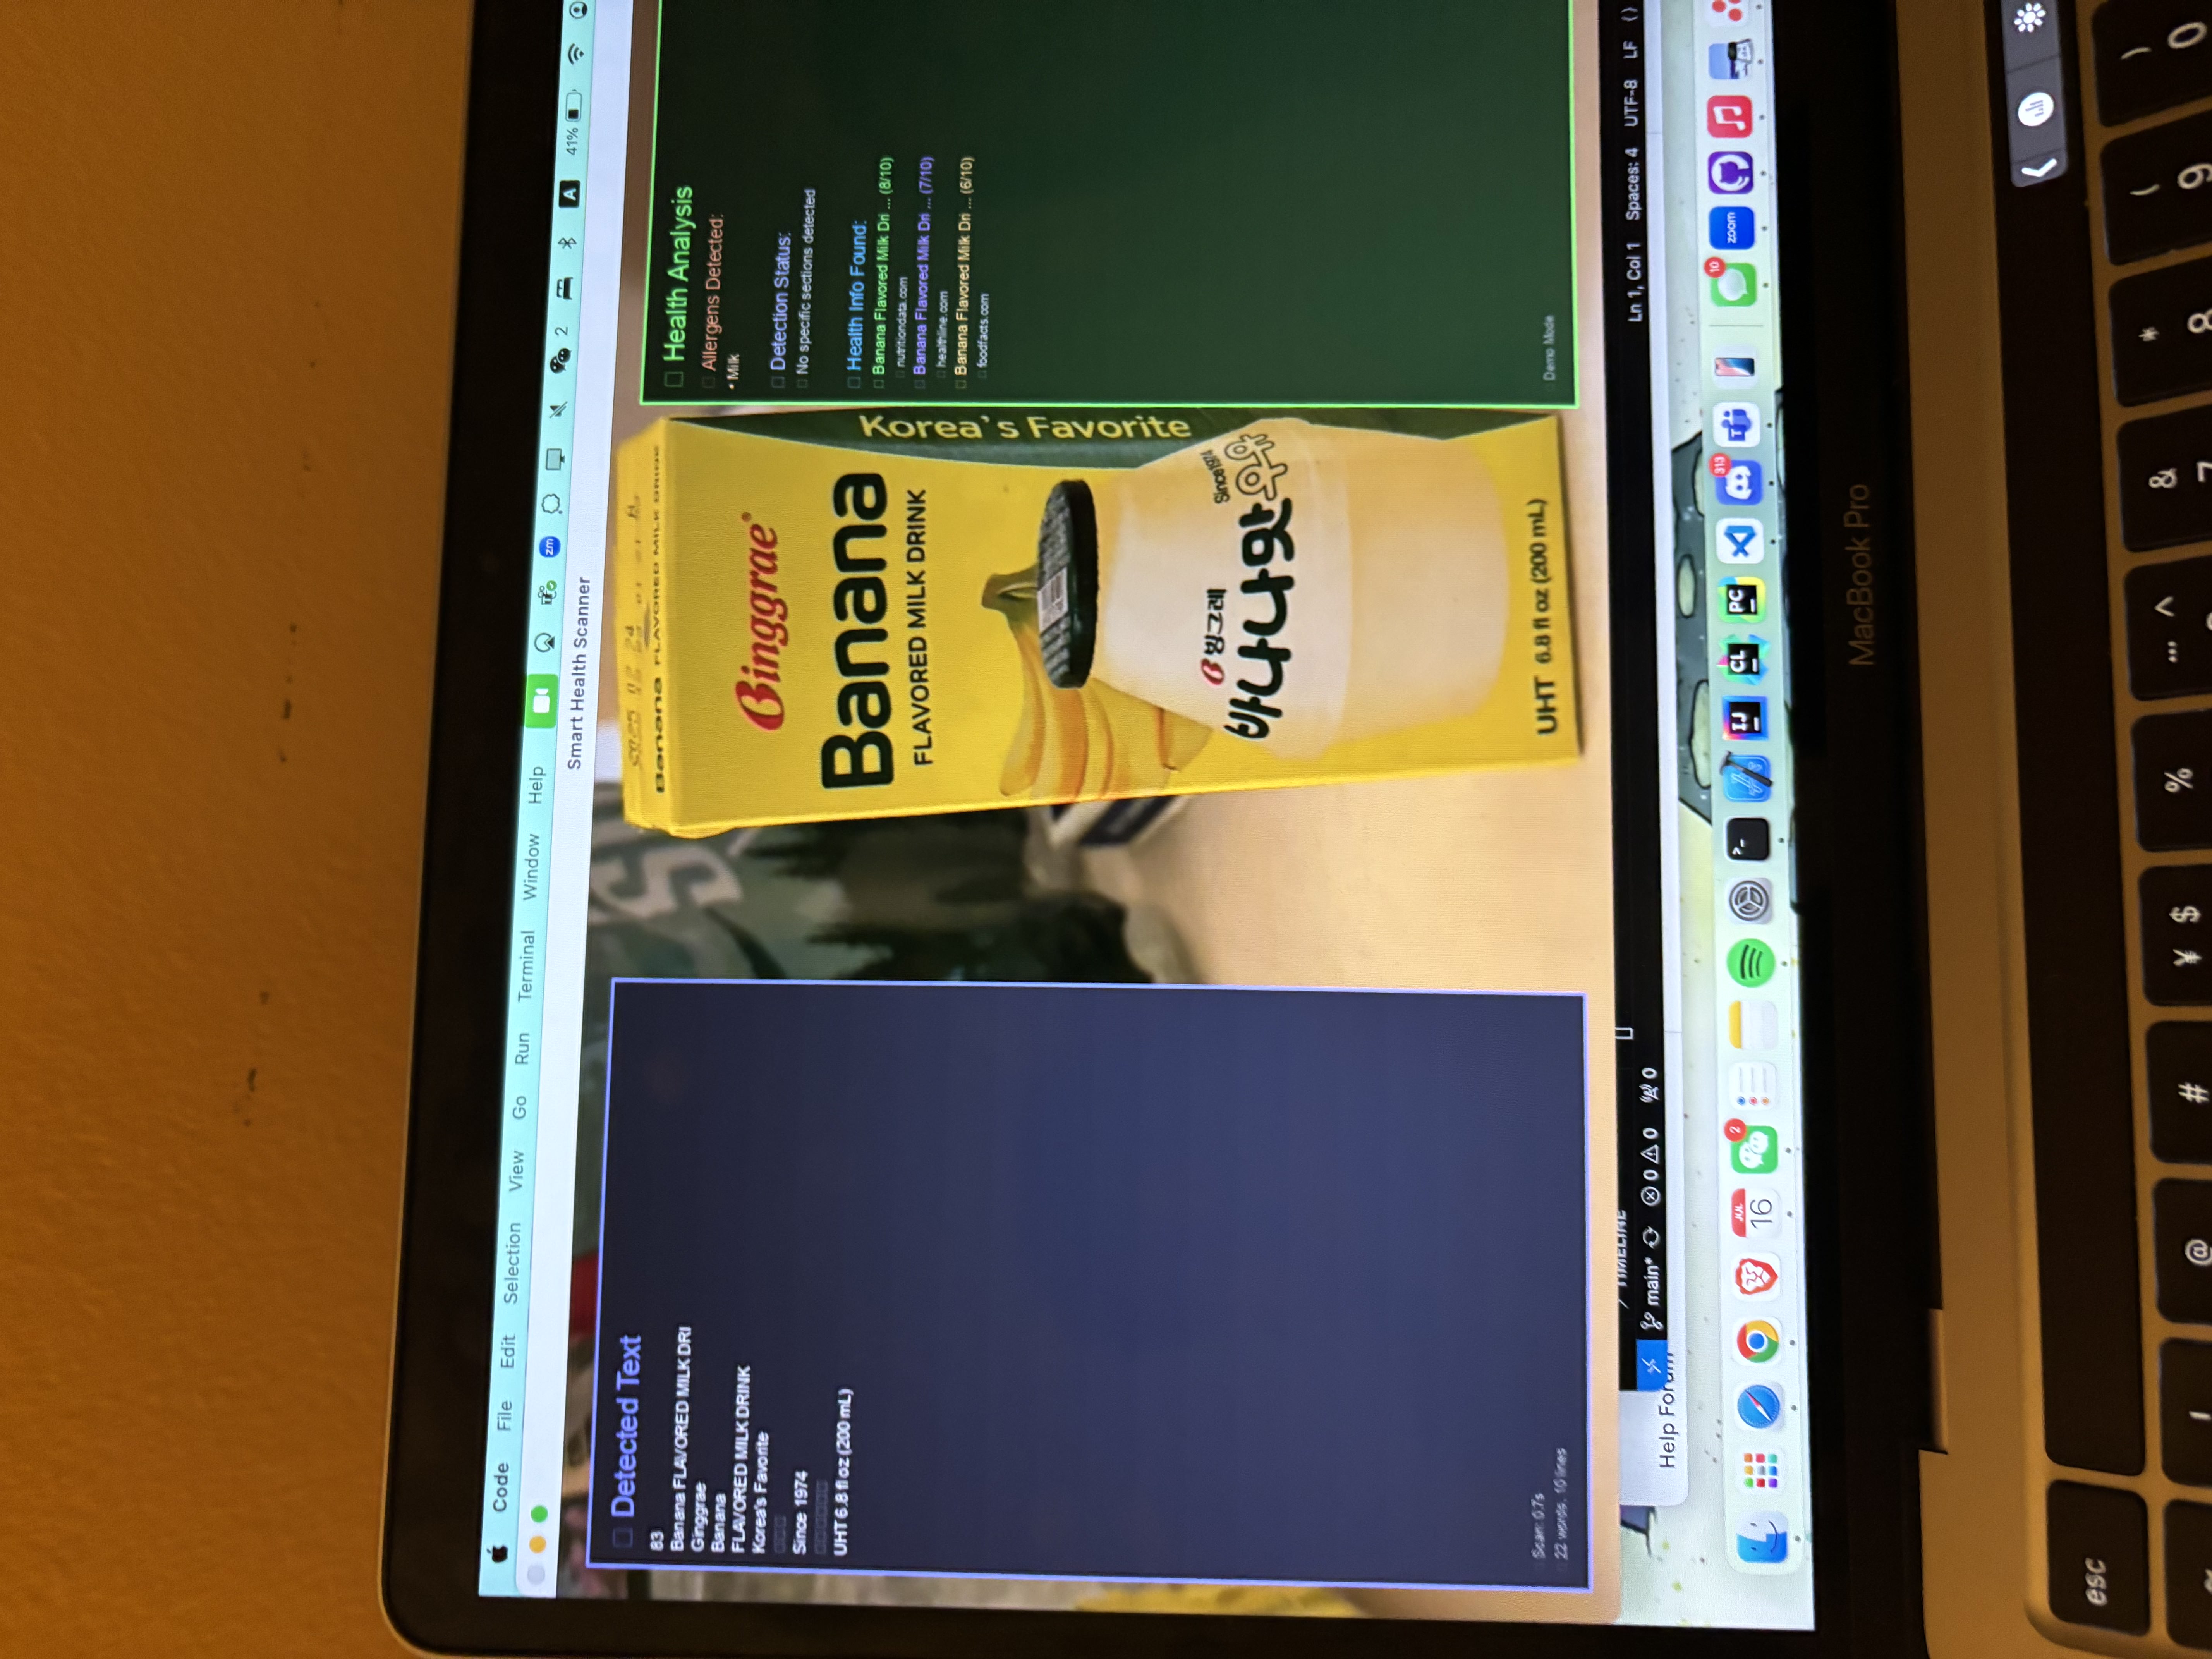 Code File Edit Selection View Go Run Terminal Window Help zm 2 A 41%
Smart Health Scanner
Detected Text
83
Banana FLAVORED MILK DRI
Ginggrae
Banana
FLAVORED MILK DRINK
Korea's Favorite
Since 1974
UHT 6.8 fl oz (200 mL)
Scan: 0.7s
22 words, 10 lines
2025 02 24
Banana FLAVORED MILK DRINK
Binggrae®
Banana
FLAVORED MILK DRINK
Korea's Favorite
빙그레
Since 1974
바나나맛우유
UHT 6.8 fl oz (200 mL)
Health Analysis
Allergens Detected:
• Milk
Detection Status:
No specific sections detected
Health Info Found:
Banana Flavored Milk Dri ... (8/10)
nutritiondata.com
Banana Flavored Milk Dri ... (7/10)
healthline.com
Banana Flavored Milk Dri ... (6/10)
foodfacts.com
Demo Mode
TIMELINE
main* 0 0 0 Ln 1, Col 1 Spaces: 4 UTF-8 LF ()
Help Forum
JUL
16
2
IJ
CL
PC
313
10
zoom
MacBook Pro
esc
! @ # ¥ $ % … ^ & * ( )
7 8 9 0